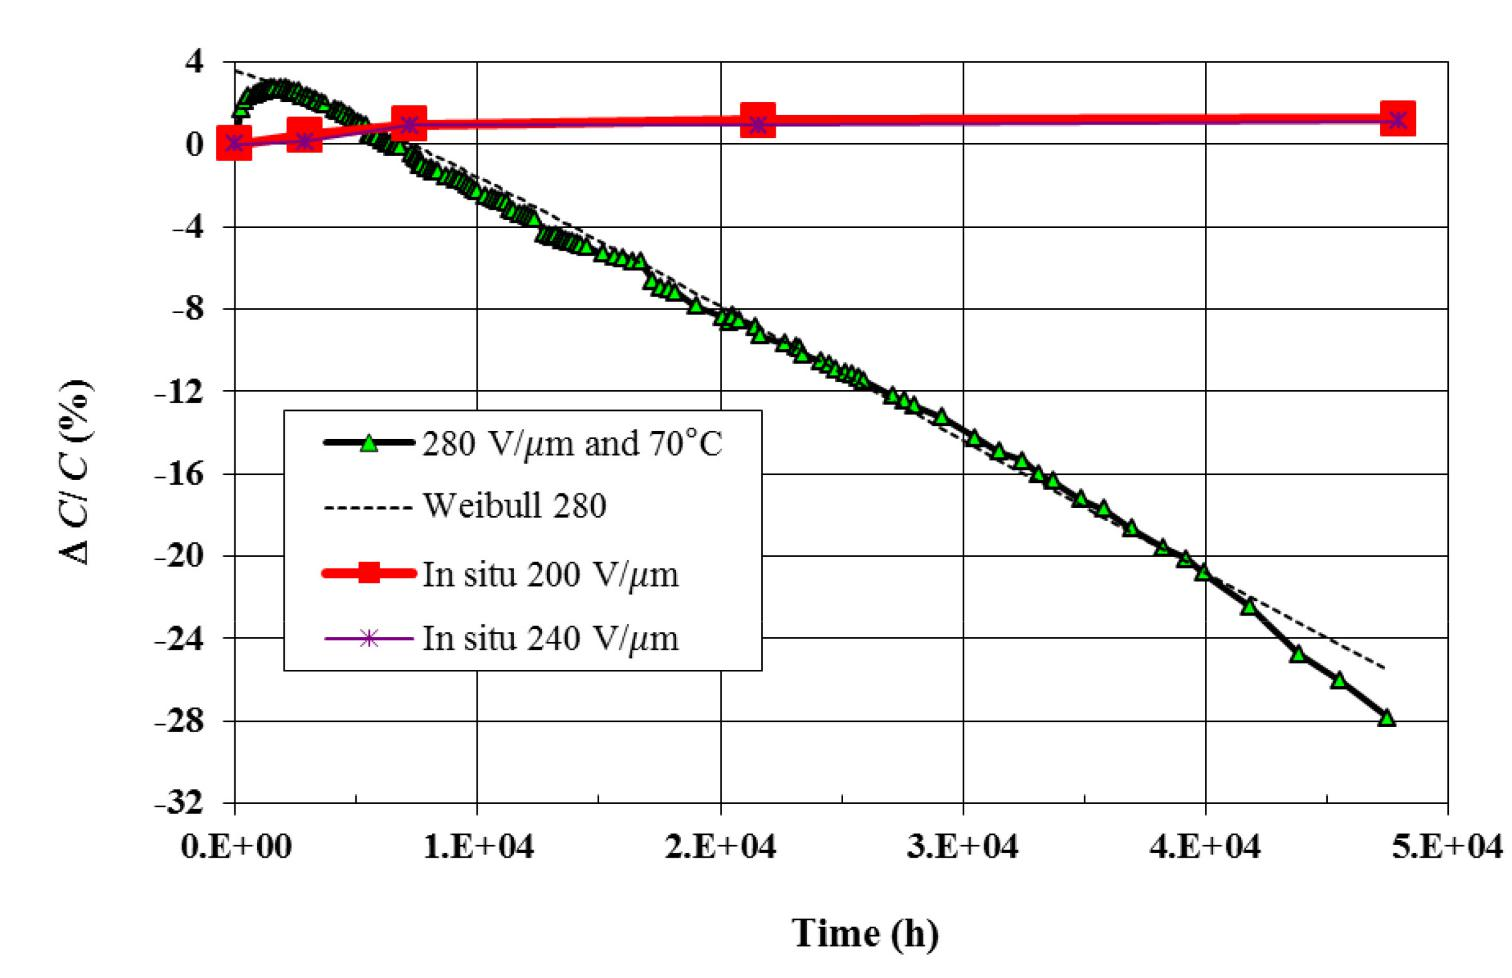 4
0
-4
-8
-12
-16
-20
-24
-28
-32
Δ C/ C (%)
280 V/μm and 70°C
Weibull 280
In situ 200 V/μm
In situ 240 V/μm
0.E+00 1.E+04 2.E+04 3.E+04 4.E+04 5.E+04
Time (h)